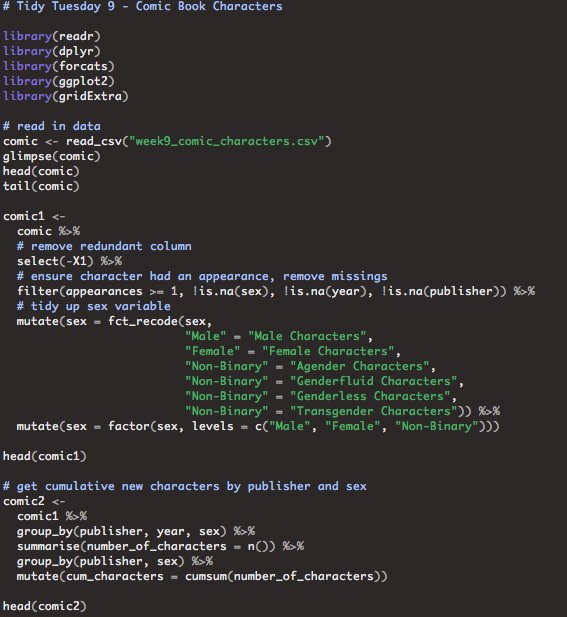 # Tidy Tuesday 9 - Comic Book Characters
library(readr)
library(dplyr)
library(forcats)
library(ggplot2)
library(gridExtra)
# read in data
comic <- read_csv("week9_comic_characters.csv")
glimpse(comic)
head(comic)
tail(comic)
comic1 <-
  comic %>%
  # remove redundant column
  select(-X1) %>%
  # ensure character had an appearance, remove missings
  filter(appearances >= 1, !is.na(sex), !is.na(year), !is.na(publisher)) %>%
  # tidy up sex variable
  mutate(sex = fct_recode(sex,
                          "Male" = "Male Characters",
                          "Female" = "Female Characters",
                          "Non-Binary" = "Agender Characters",
                          "Non-Binary" = "Genderfluid Characters",
                          "Non-Binary" = "Genderless Characters",
                          "Non-Binary" = "Transgender Characters")) %>%
  mutate(sex = factor(sex, levels = c("Male", "Female", "Non-Binary")))
head(comic1)
# get cumulative new characters by publisher and sex
comic2 <-
  comic1 %>%
  group_by(publisher, year, sex) %>%
  summarise(number_of_characters = n()) %>%
  group_by(publisher, sex) %>%
  mutate(cum_characters = cumsum(number_of_characters))
head(comic2)